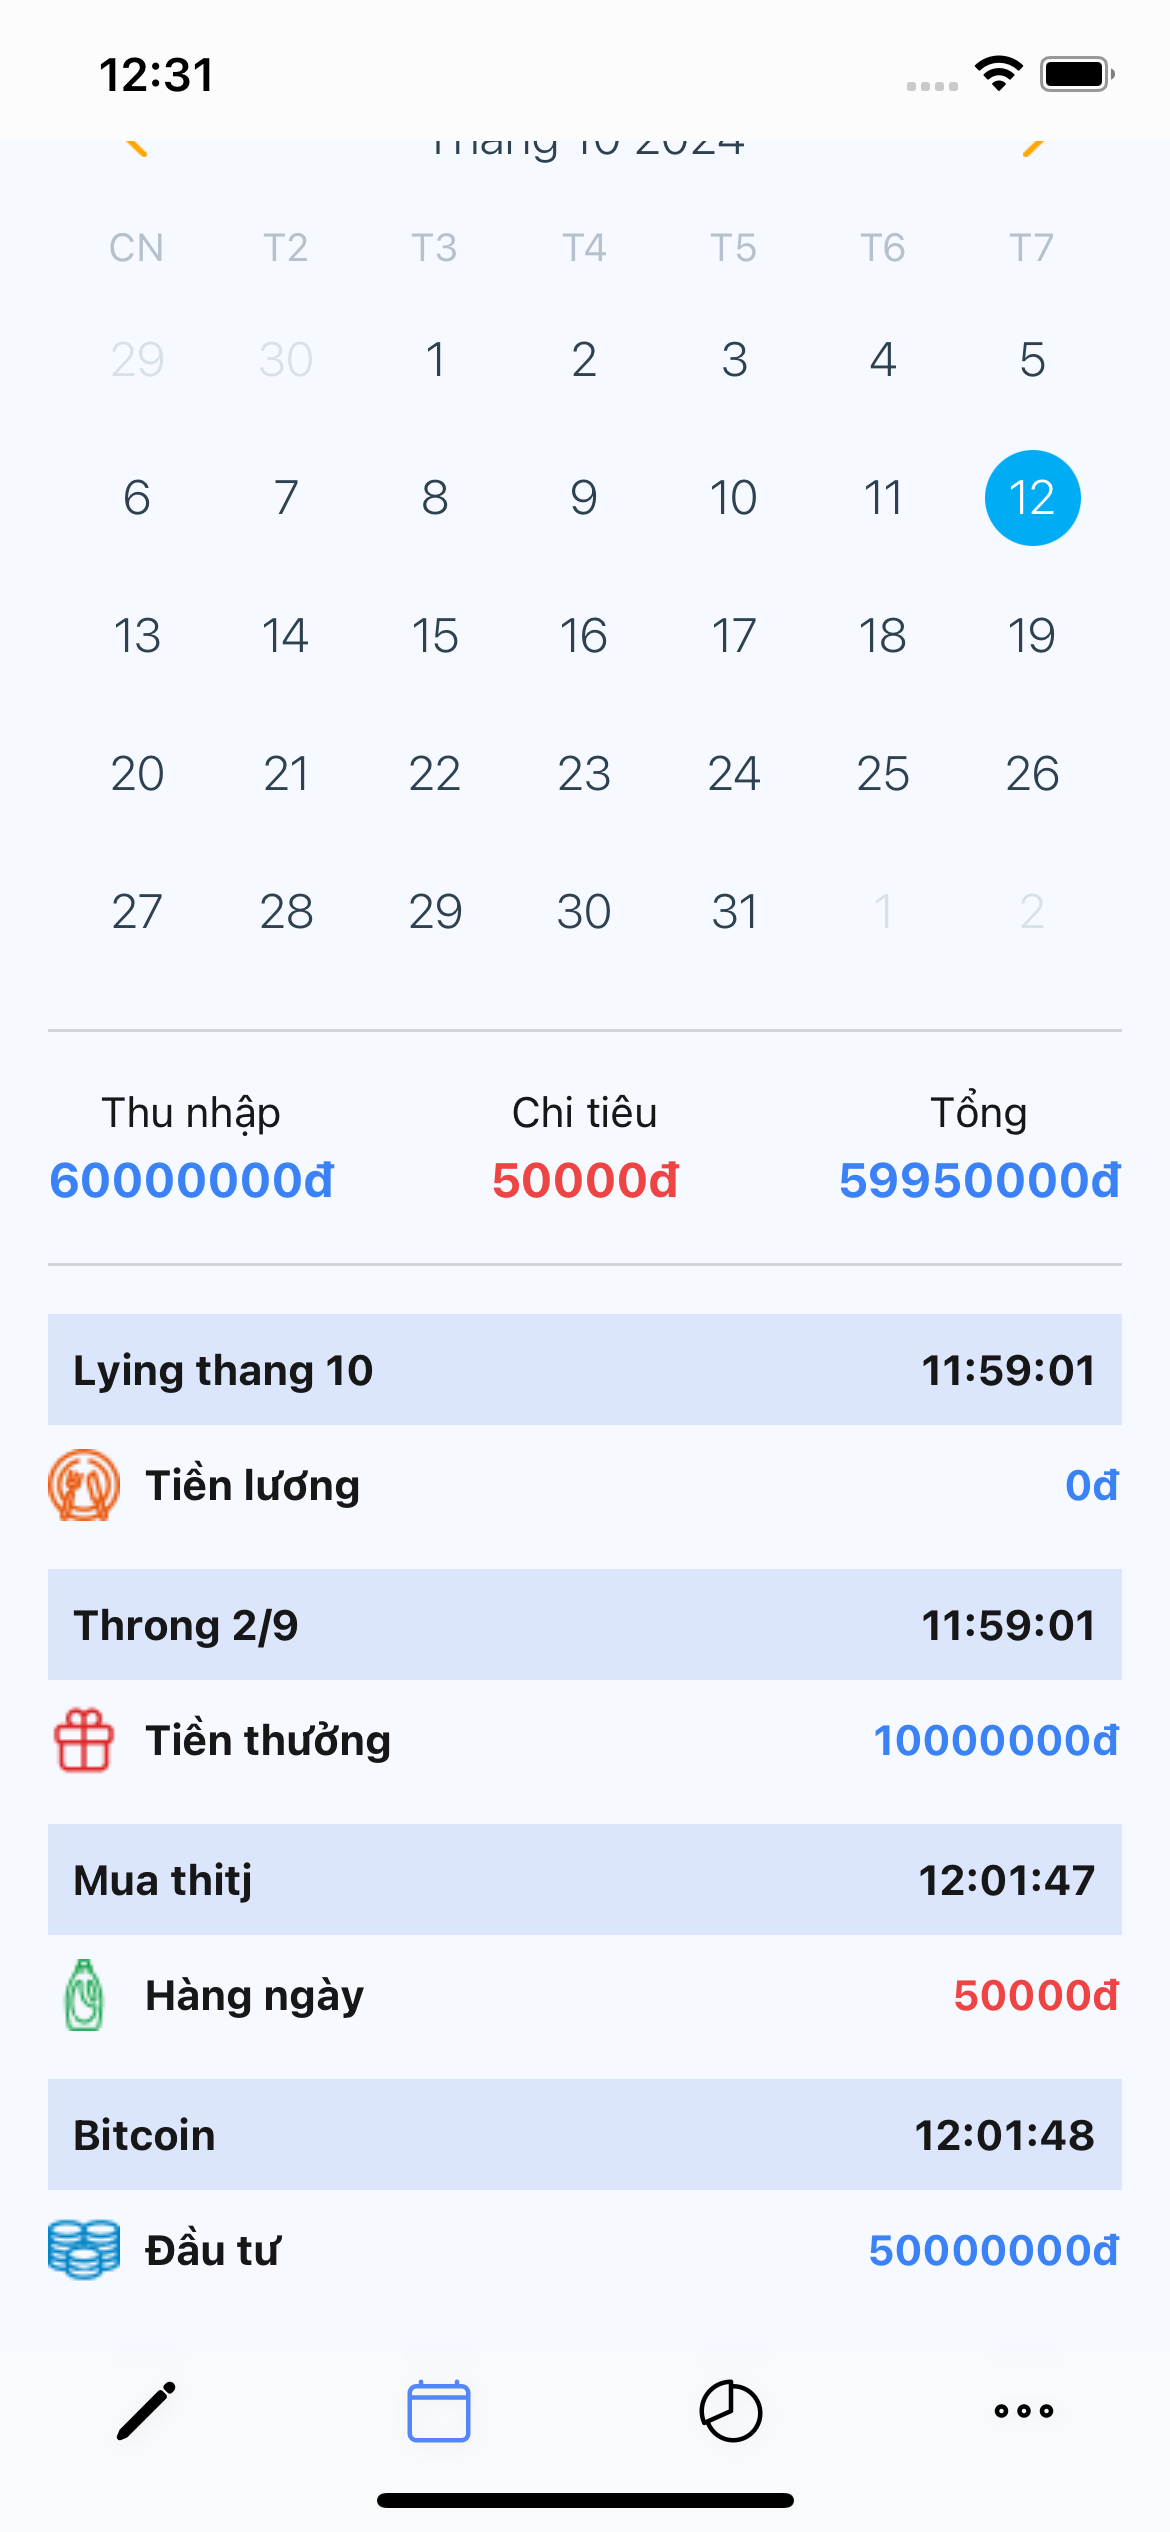 12:31
Tháng 10 2024
CN T2 T3 T4 T5 T6 T7
29 30 1 2 3 4 5
6 7 8 9 10 11 12
13 14 15 16 17 18 19
20 21 22 23 24 25 26
27 28 29 30 31 1 2
Thu nhập Chi tiêu Tổng
60000000đ 50000đ 59950000đ
Lying thang 10 11:59:01
Tiền lương 0đ
Throng 2/9 11:59:01
Tiền thưởng 10000000đ
Mua thitj 12:01:47
Hàng ngày 50000đ
Bitcoin 12:01:48
Đầu tư 50000000đ